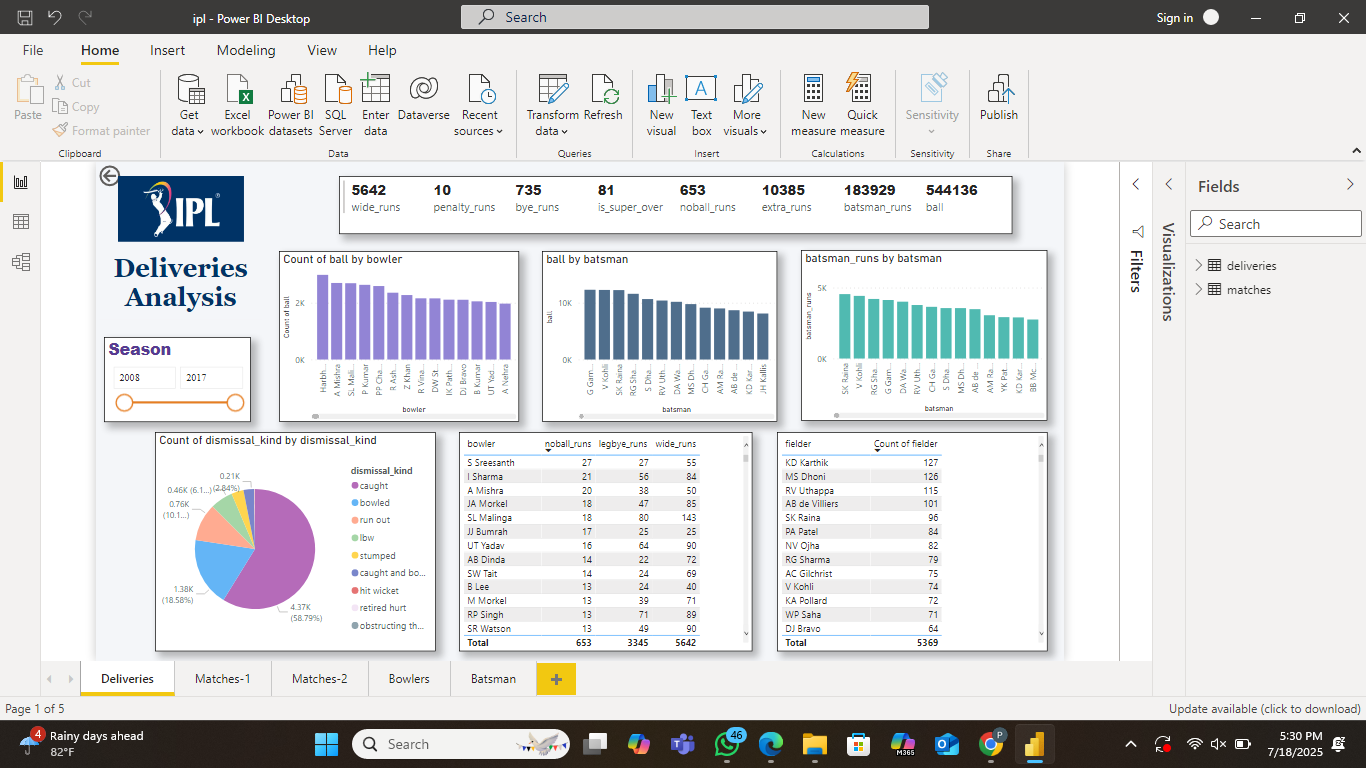 ipl - Power BI Desktop
Search
Sign in
File Home Insert Modeling View Help
Paste
Cut
Copy
Format painter
Clipboard
Get data
Excel workbook
Power BI datasets
SQL Server
Enter data
Dataverse
Recent sources
Data
Transform data
Refresh
Queries
New visual
Text box
More visuals
Insert
New measure
Quick measure
Calculations
Sensitivity
Sensitivity
Publish
Share
IPL
Deliveries
Analysis
5642 10 735 81 653 10385 183929 544136
wide_runs penalty_runs bye_runs is_super_over noball_runs extra_runs batsman_runs ball
Season
2008 2017
Count of ball by bowler
Count of ball
2K
0K
Harbh...
A Mishra
SL Mali...
P Kumar
PP Cha...
R Ash...
Z Khan
R Vina...
DW St...
IK Path...
DJ Bravo
B Kumar
UT Yad...
A Nehra
bowler
ball by batsman
ball
10K
0K
G Gam...
V Kohli
SK Raina
RG Sha...
S Dha...
RV Uth...
DA Wa...
MS Dh...
CH Ga...
AM Ra...
AB de ...
KD Kar...
JH Kallis
batsman
batsman_runs by batsman
batsman_runs
5K
0K
SK Raina
V Kohli
RG Sha...
G Gam...
DA Wa...
RV Uth...
CH Ga...
S Dha...
MS Dh...
AB de ...
AM Ra...
YK Pat...
KD Kar...
BB Mc...
batsman
Count of dismissal_kind by dismissal_kind
0.21K
(2.84%)
0.46K (6.1...)
0.76K
(10.1...)
1.38K
(18.58%)
4.37K
(58.79%)
dismissal_kind
caught
bowled
run out
lbw
stumped
caught and bo...
hit wicket
retired hurt
obstructing th...
bowler noball_runs legbye_runs wide_runs
S Sreesanth 27 27 55
I Sharma 21 56 84
A Mishra 20 38 50
JA Morkel 18 47 85
SL Malinga 18 80 143
JJ Bumrah 17 25 25
UT Yadav 16 64 90
AB Dinda 14 22 72
SW Tait 14 24 69
B Lee 13 24 40
M Morkel 13 39 71
RP Singh 13 71 89
SR Watson 13 49 90
Total 653 3345 5642
fielder Count of fielder
KD Karthik 127
MS Dhoni 126
RV Uthappa 115
AB de Villiers 101
SK Raina 96
PA Patel 84
NV Ojha 82
RG Sharma 79
AC Gilchrist 75
V Kohli 74
KA Pollard 72
WP Saha 71
DJ Bravo 64
Total 5369
Filters
Visualizations
Fields
Search
deliveries
matches
Deliveries Matches-1 Matches-2 Bowlers Batsman
Page 1 of 5
Update available (click to download)
4
Rainy days ahead
82°F
Search
46
M365
P
5:30 PM
7/18/2025